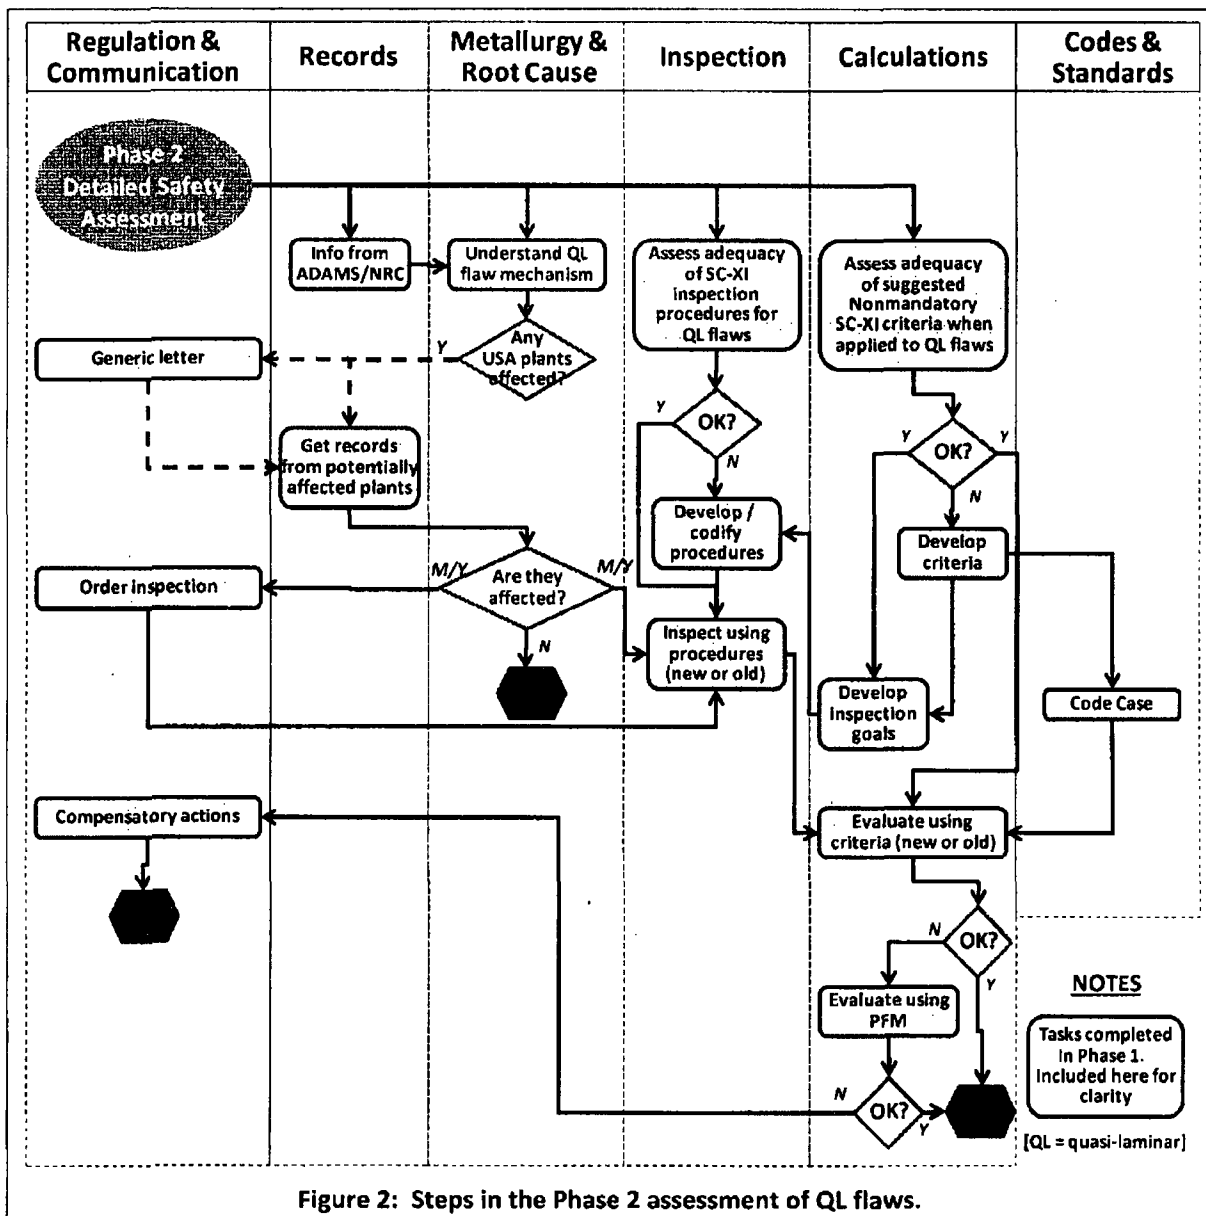 Regulation &
Communication
Records
Metallurgy &
Root Cause
Inspection
Calculations
Codes &
Standards
Phase 2
Detailed Safety
Assessment
Info from
ADAMS/NRC
Understand QL
flaw mechanism
Assess adequacy
of SC-XI
inspection
procedures for
QL flaws
Assess adequacy
of suggested
Nonmandatory
SC-XI criteria when
applied to QL flaws
Generic letter
Y
Any
USA plants
affected?
Y
OK?
N
Y
OK?
Y
N
Get records
from potentially
affected plants
Develop /
codify
procedures
Develop
criteria
Order inspection
M/Y
Are they
affected?
M/Y
N
Inspect using
procedures
(new or old)
Develop
inspection
goals
Code Case
Compensatory actions
Evaluate using
criteria (new or old)
N
OK?
Y
Evaluate using
PFM
N
OK?
Y
NOTES
Tasks completed
in Phase 1.
Included here for
clarity
[QL = quasi-laminar]
Figure 2: Steps in the Phase 2 assessment of QL flaws.